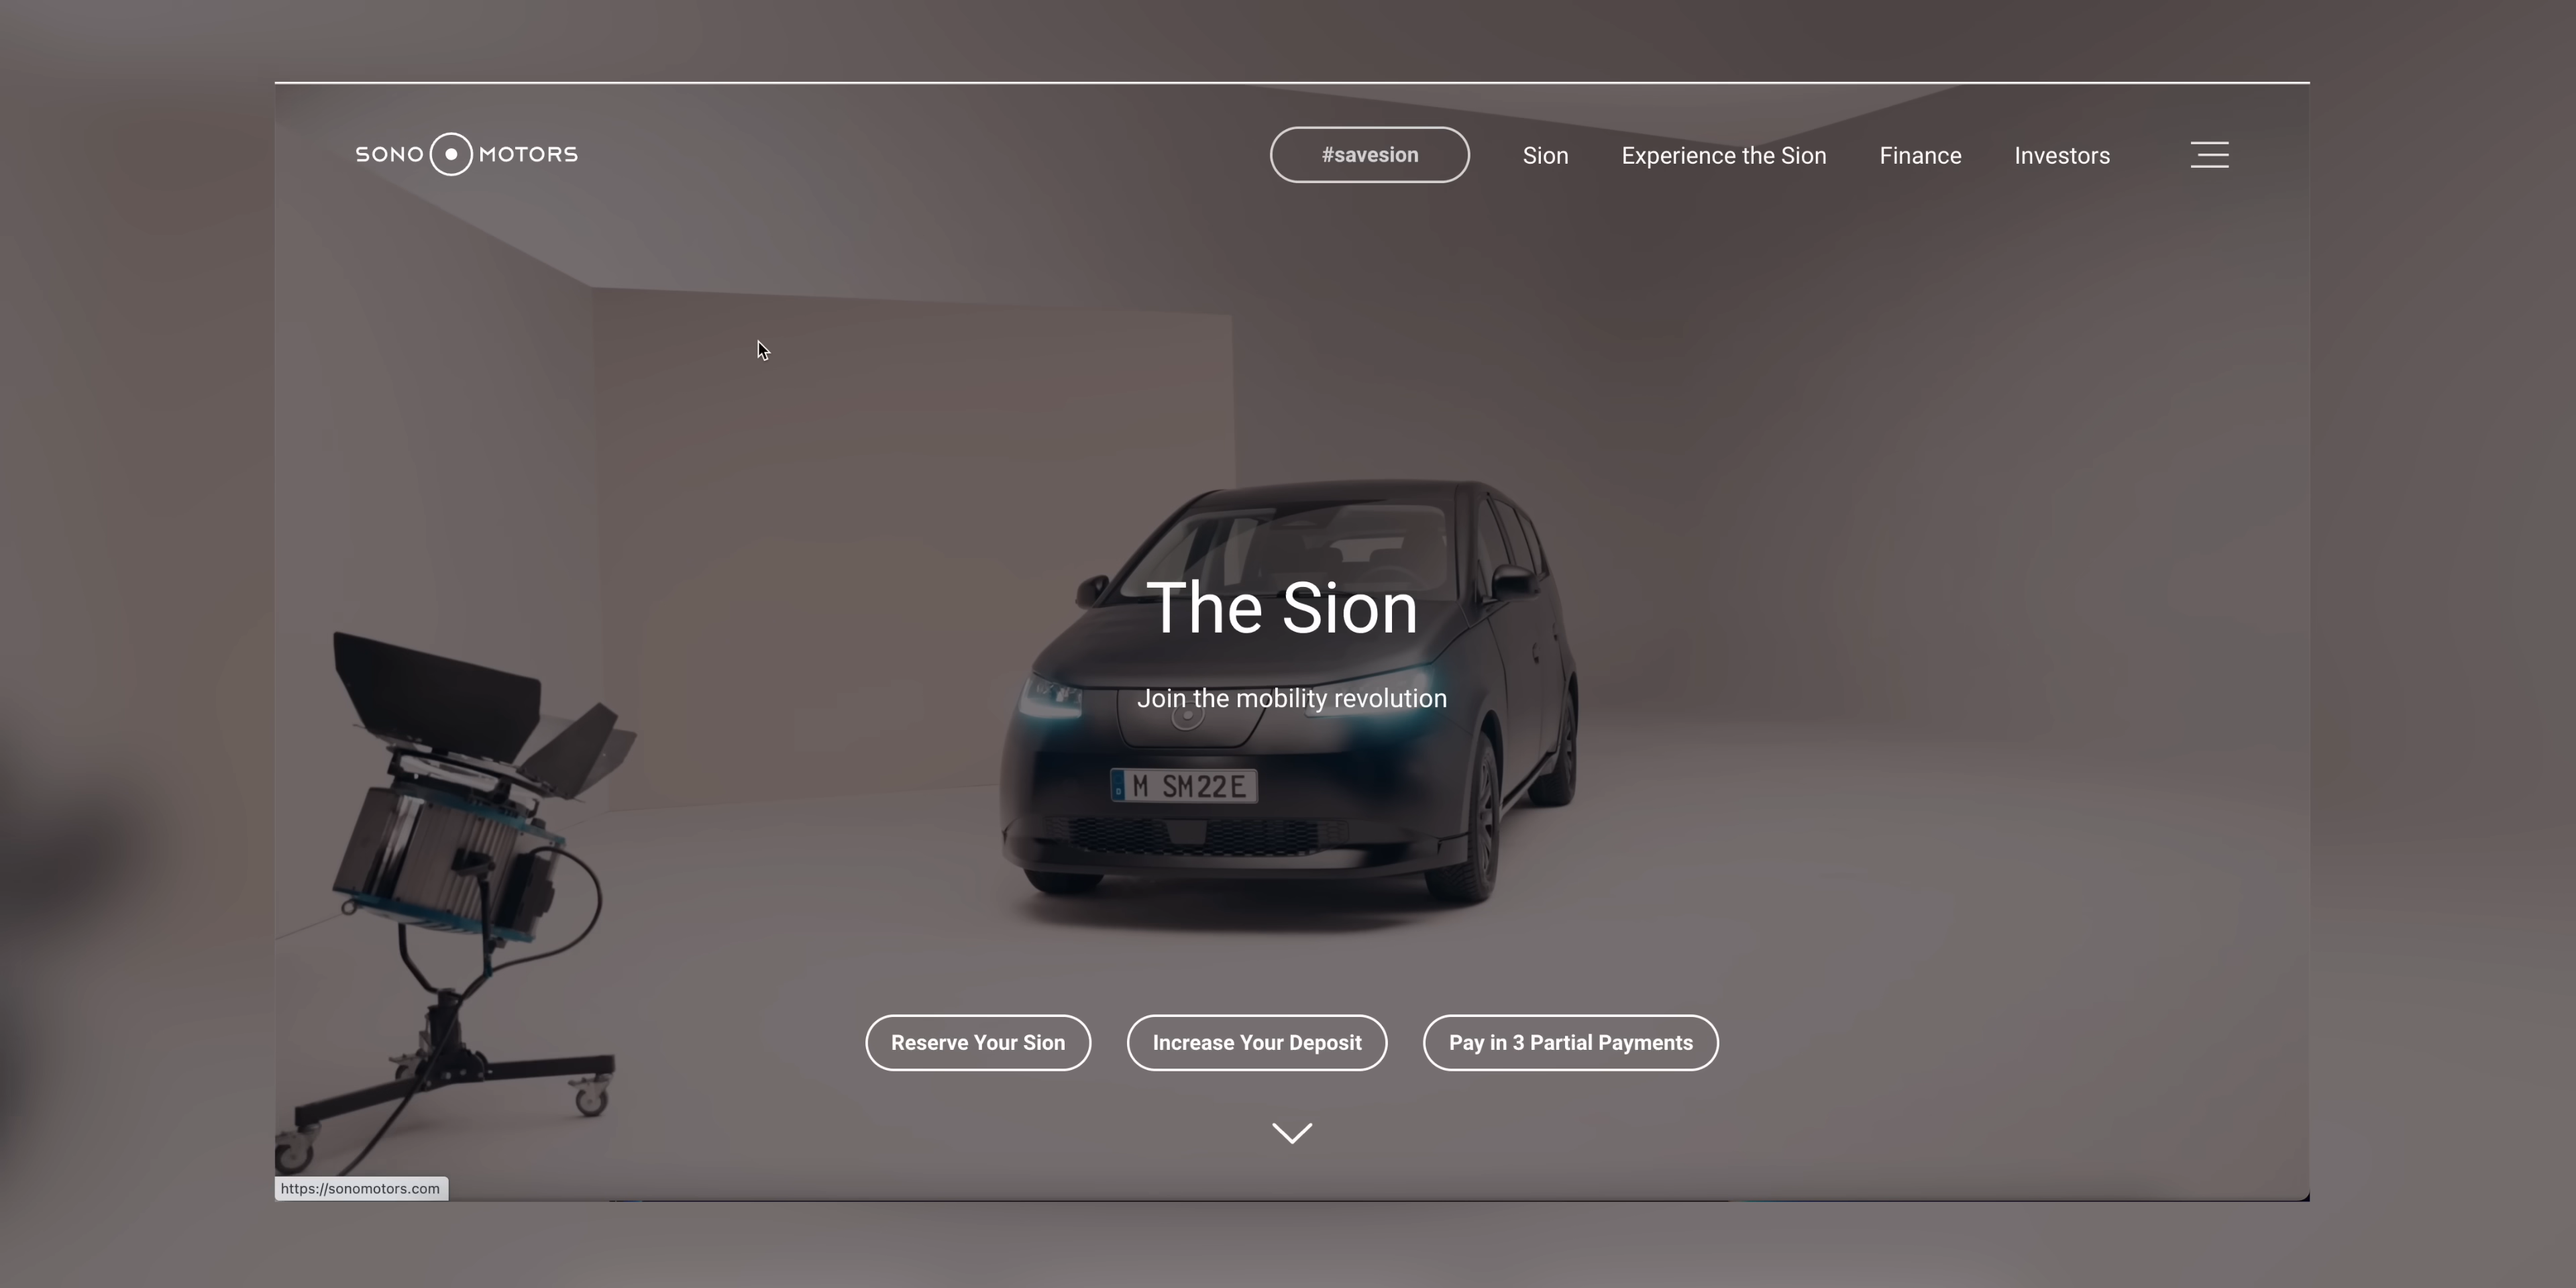 SONO MOTORS
#savesion
Sion
Experience the Sion
Finance
Investors
The Sion
Join the mobility revolution
M SM22E
Reserve Your Sion
Increase Your Deposit
Pay in 3 Partial Payments
https://sonomotors.com